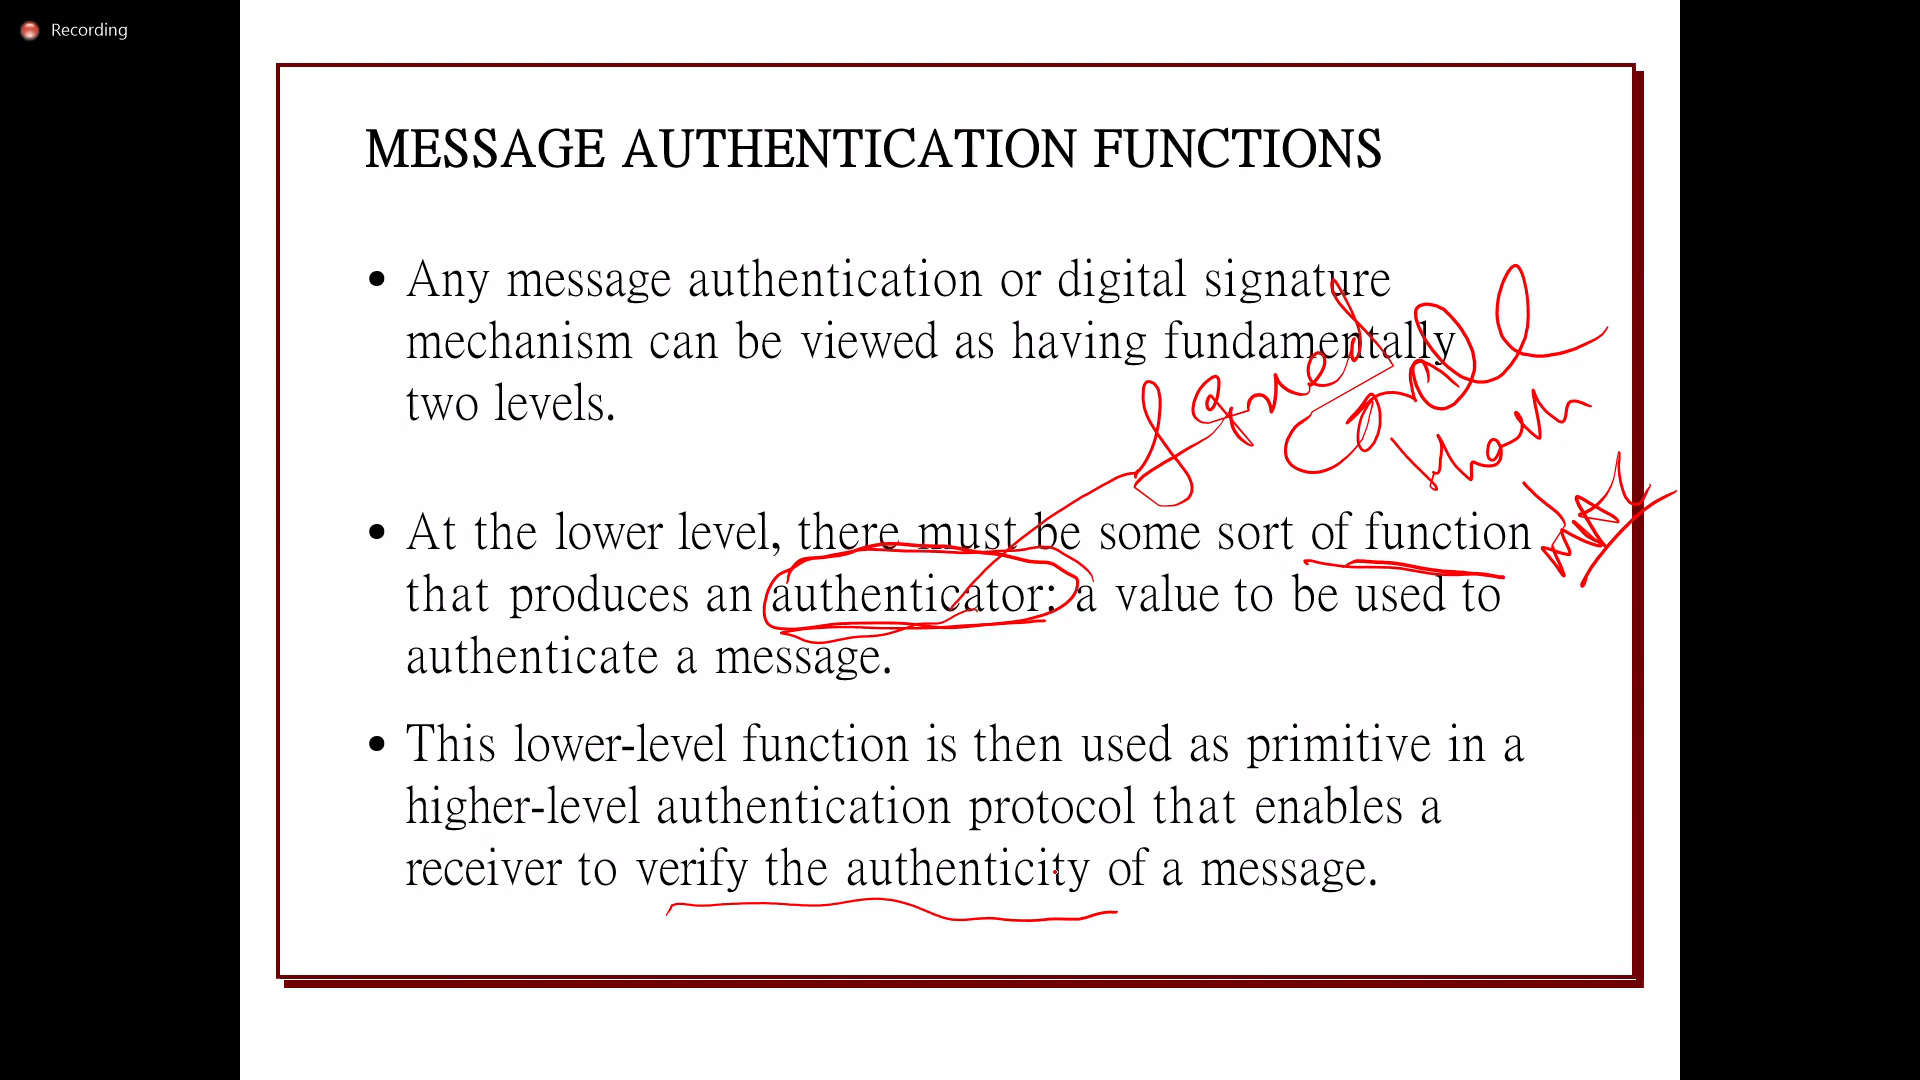 Recording
MESSAGE AUTHENTICATION FUNCTIONS
• Any message authentication or digital signature
mechanism can be viewed as having fundamentally
two levels.
• At the lower level, there must be some sort of function
that produces an authenticator: a value to be used to
authenticate a message.
• This lower-level function is then used as primitive in a
higher-level authentication protocol that enables a
receiver to verify the authenticity of a message.
MAC